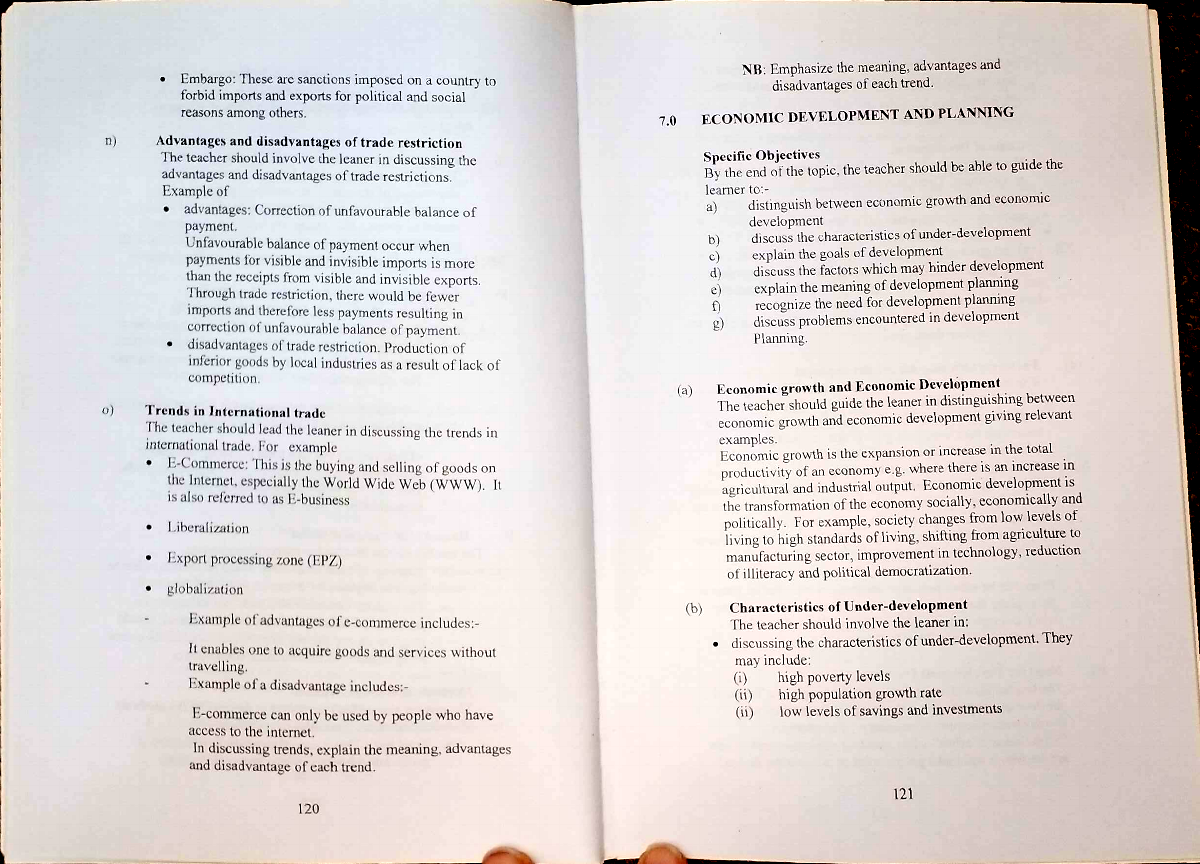 • Embargo: These are sanctions imposed on a country to
forbid imports and exports for political and social
reasons among others.
n) Advantages and disadvantages of trade restriction
The teacher should involve the leaner in discussing the
advantages and disadvantages of trade restrictions.
Example of
• advantages: Correction of unfavourable balance of
payment.
Unfavourable balance of payment occur when
payments for visible and invisible imports is more
than the receipts from visible and invisible exports.
Through trade restriction, there would be fewer
imports and therefore less payments resulting in
correction of unfavourable balance of payment.
• disadvantages of trade restriction. Production of
inferior goods by local industries as a result of lack of
competition.
o) Trends in International trade
The teacher should lead the leaner in discussing the trends in
international trade. For example
• E-Commerce: This is the buying and selling of goods on
the Internet, especially the World Wide Web (WWW). It
is also referred to as E-business
• Liberalization
• Export processing zone (EPZ)
• globalization
- Example of advantages of e-commerce includes:-
It enables one to acquire goods and services without
travelling.
- Example of a disadvantage includes:-
E-commerce can only be used by people who have
access to the internet.
In discussing trends, explain the meaning, advantages
and disadvantage of each trend.
120
NB: Emphasize the meaning, advantages and
disadvantages of each trend.
7.0 ECONOMIC DEVELOPMENT AND PLANNING
Specific Objectives
By the end of the topic, the teacher should be able to guide the
learner to:-
a) distinguish between economic growth and economic
development
b) discuss the characteristics of under-development
c) explain the goals of development
d) discuss the factors which may hinder development
e) explain the meaning of development planning
f) recognize the need for development planning
g) discuss problems encountered in development
Planning.
(a) Economic growth and Economic Development
The teacher should guide the leaner in distinguishing between
economic growth and economic development giving relevant
examples.
Economic growth is the expansion or increase in the total
productivity of an economy e.g. where there is an increase in
agricultural and industrial output. Economic development is
the transformation of the economy socially, economically and
politically. For example, society changes from low levels of
living to high standards of living, shifting from agriculture to
manufacturing sector, improvement in technology, reduction
of illiteracy and political democratization.
(b) Characteristics of Under-development
The teacher should involve the leaner in:
• discussing the characteristics of under-development. They
may include:
(i) high poverty levels
(ii) high population growth rate
(ii) low levels of savings and investments
121